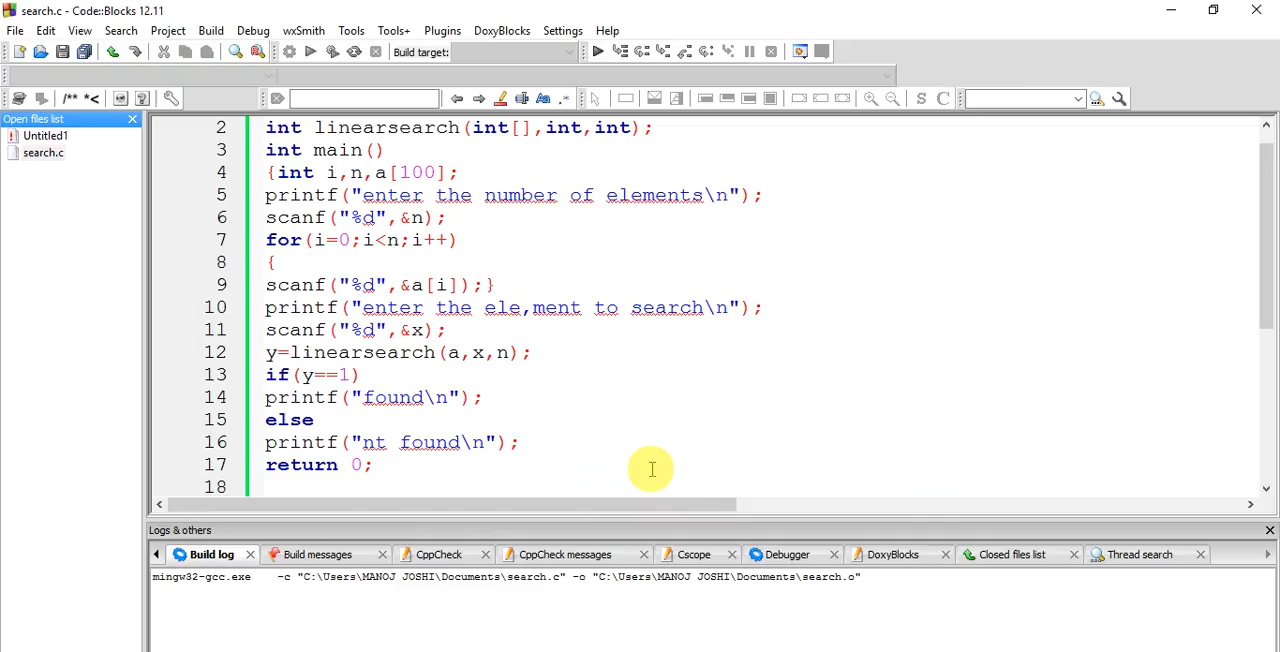 search.c - Code::Blocks 12.11
File Edit View Search Project Build Debug wxSmith Tools Tools+ Plugins DoxyBlocks Settings Help
Build target:
/** *<
Aa .* S C
Open files list
Untitled1
search.c
2 int linearsearch(int[],int,int);
3 int main()
4 {int i,n,a[100];
5 printf("enter the number of elements\n");
6 scanf("%d",&n);
7 for(i=0;i<n;i++)
8 {
9 scanf("%d",&a[i]);}
10 printf("enter the ele,ment to search\n");
11 scanf("%d",&x);
12 y=linearsearch(a,x,n);
13 if(y==1)
14 printf("found\n");
15 else
16 printf("nt found\n");
17 return 0;
18
Logs & others
Build log Build messages CppCheck CppCheck messages Cscope Debugger DoxyBlocks Closed files list Thread search
mingw32-gcc.exe -c "C:\Users\MANOJ JOSHI\Documents\search.c" -o "C:\Users\MANOJ JOSHI\Documents\search.o"